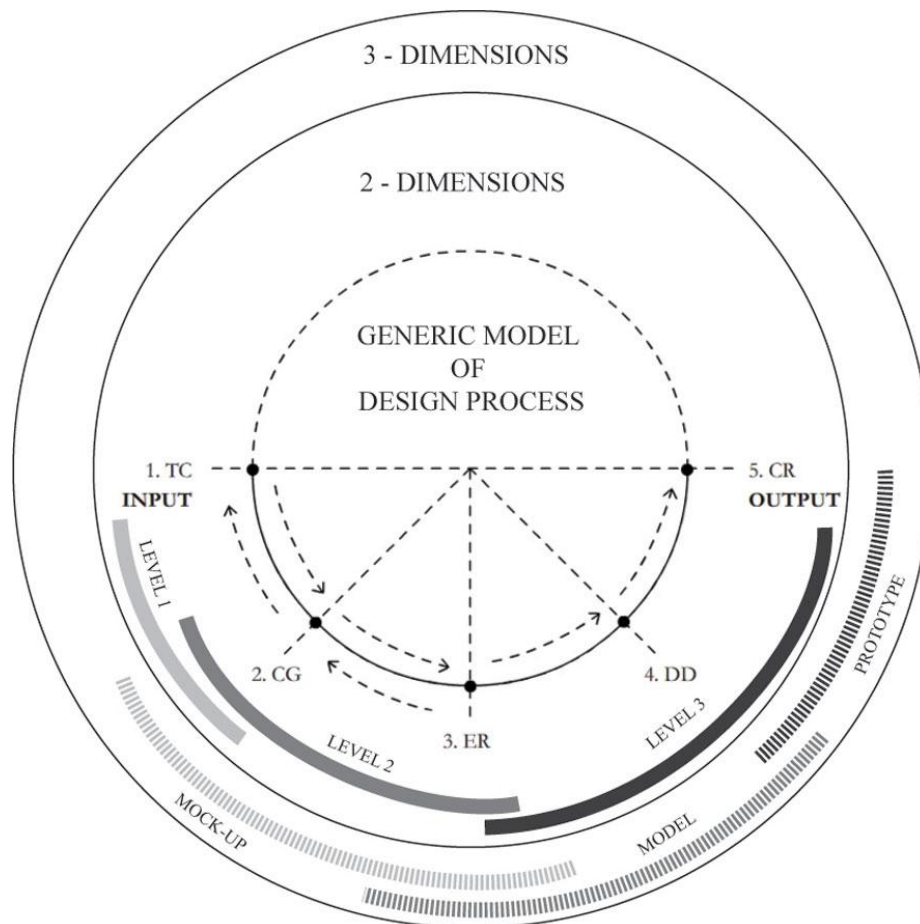 3 - DIMENSIONS
2 - DIMENSIONS
GENERIC MODEL
OF
DESIGN PROCESS
1. TC
INPUT
5. CR
OUTPUT
LEVEL 1
2. CG
4. DD
PROTOTYPE
3. ER
LEVEL 2
LEVEL 3
MOCK-UP
MODEL